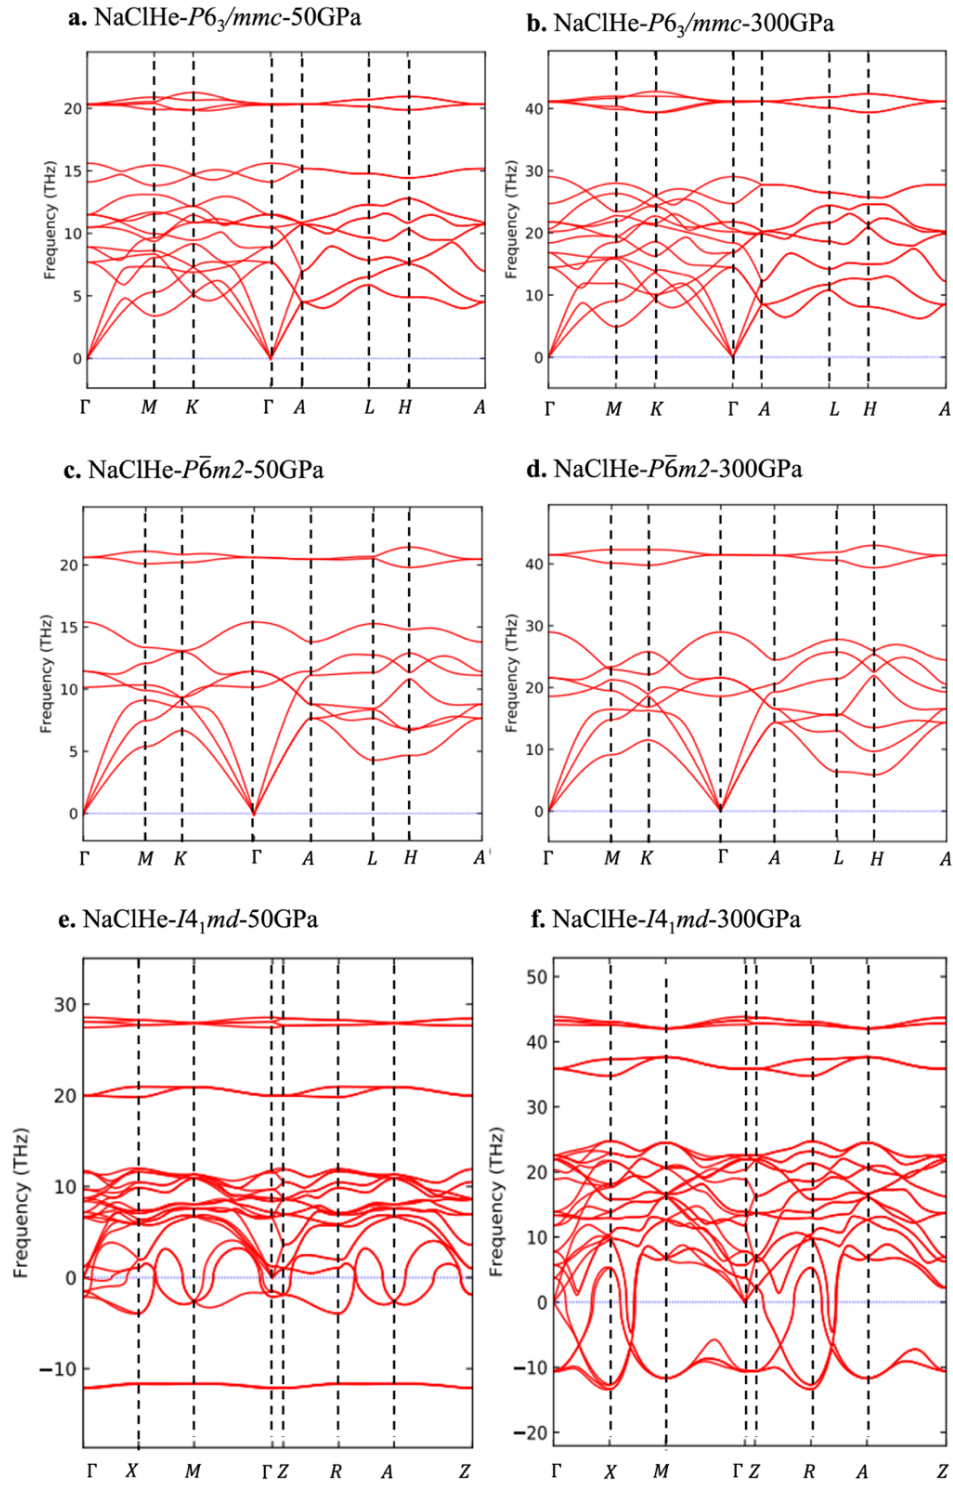 a. NaClHe-P6₃/mmc-50GPa
b. NaClHe-P6₃/mmc-300GPa
Frequency (THz)
20
15
10
5
0
Γ M K Γ A L H A
Frequency (THz)
40
30
20
10
0
Γ M K Γ A L H A
c. NaClHe-P6̅m2-50GPa
d. NaClHe-P6̅m2-300GPa
Frequency (THz)
20
15
10
5
0
Γ M K Γ A L H A
Frequency (THz)
40
30
20
10
0
Γ M K Γ A L H A
e. NaClHe-I4₁md-50GPa
f. NaClHe-I4₁md-300GPa
Frequency (THz)
30
20
10
0
−10
Γ X M Γ Z R A Z
Frequency (THz)
50
40
30
20
10
0
−10
−20
Γ X M Γ Z R A Z